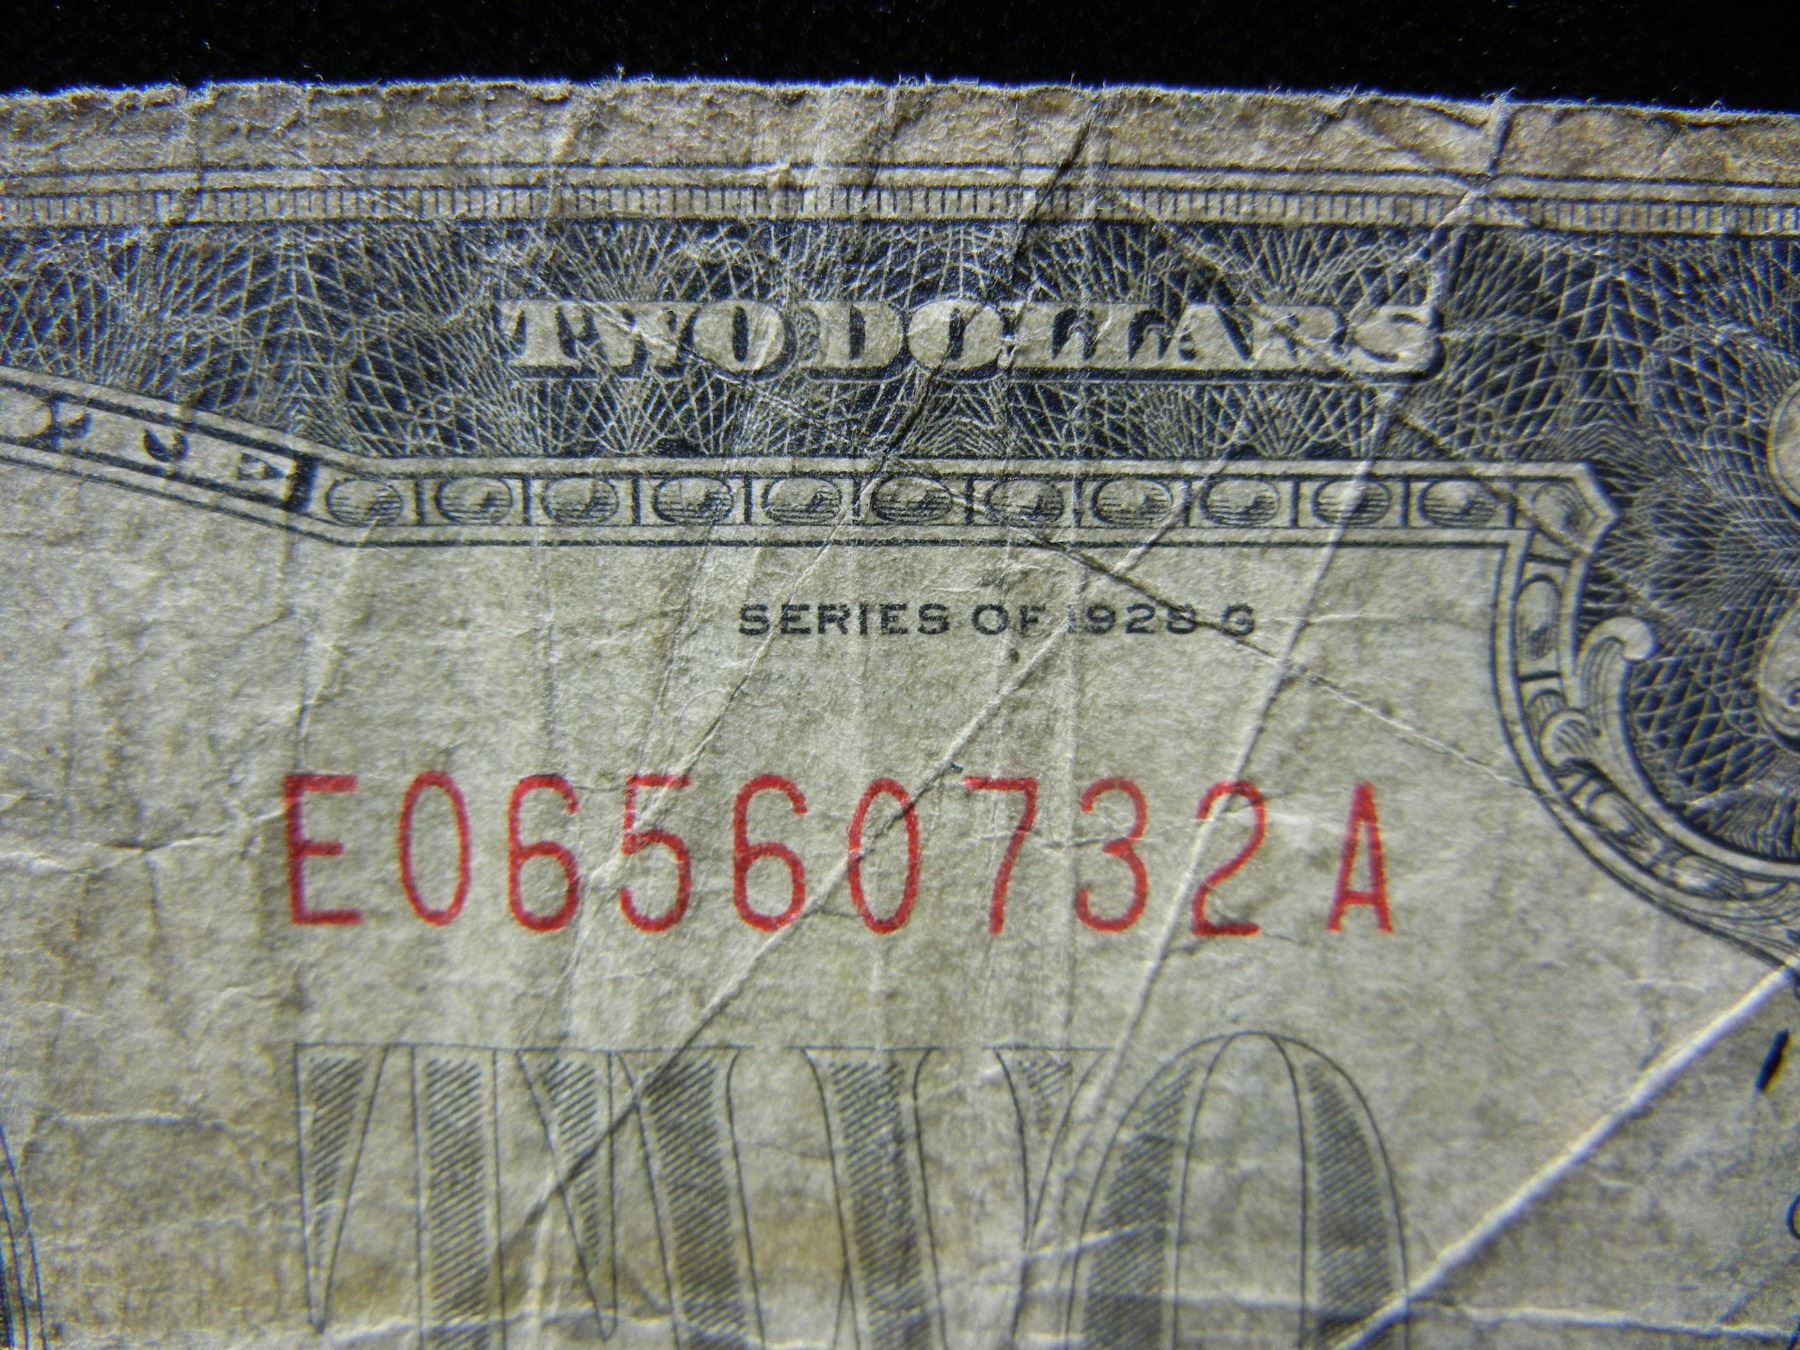 TWO DOLLARS
SERIES OF 1928 G
E06560732A
TWO